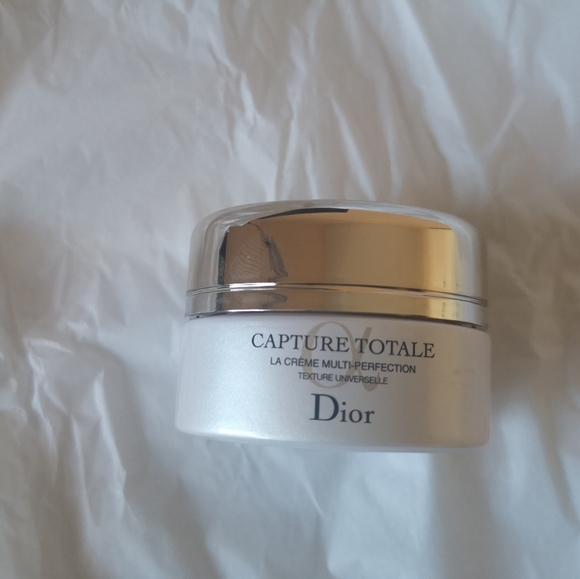 CAPTURE TOTALE
LA CRÈME MULTI-PERFECTION
TEXTURE UNIVERSELLE
Dior